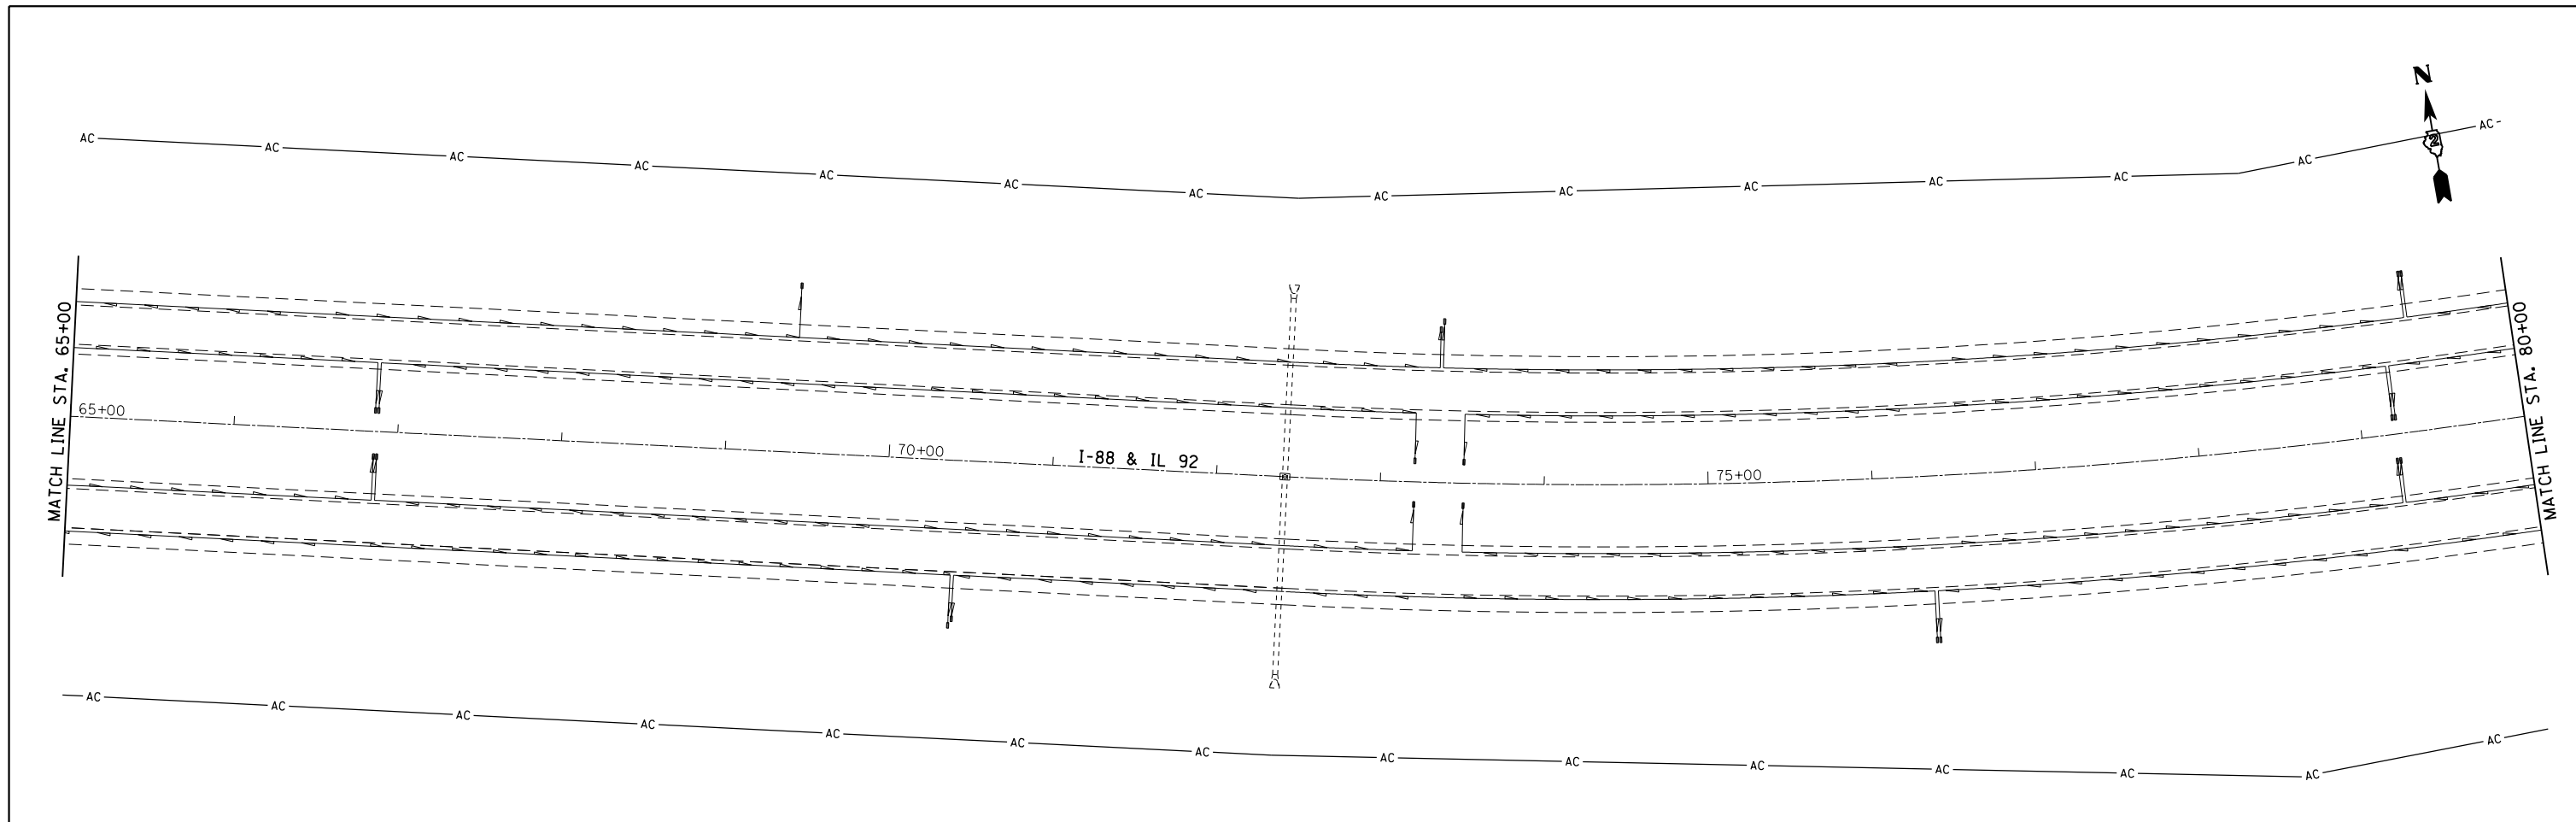 N
AC AC AC AC AC AC AC AC AC AC AC AC AC AC
2
MATCH LINE STA. 65+00
65+00
70+00
I-88 & IL 92
75+00
MATCH LINE STA. 80+00
AC AC AC AC AC AC AC AC AC AC AC AC AC AC